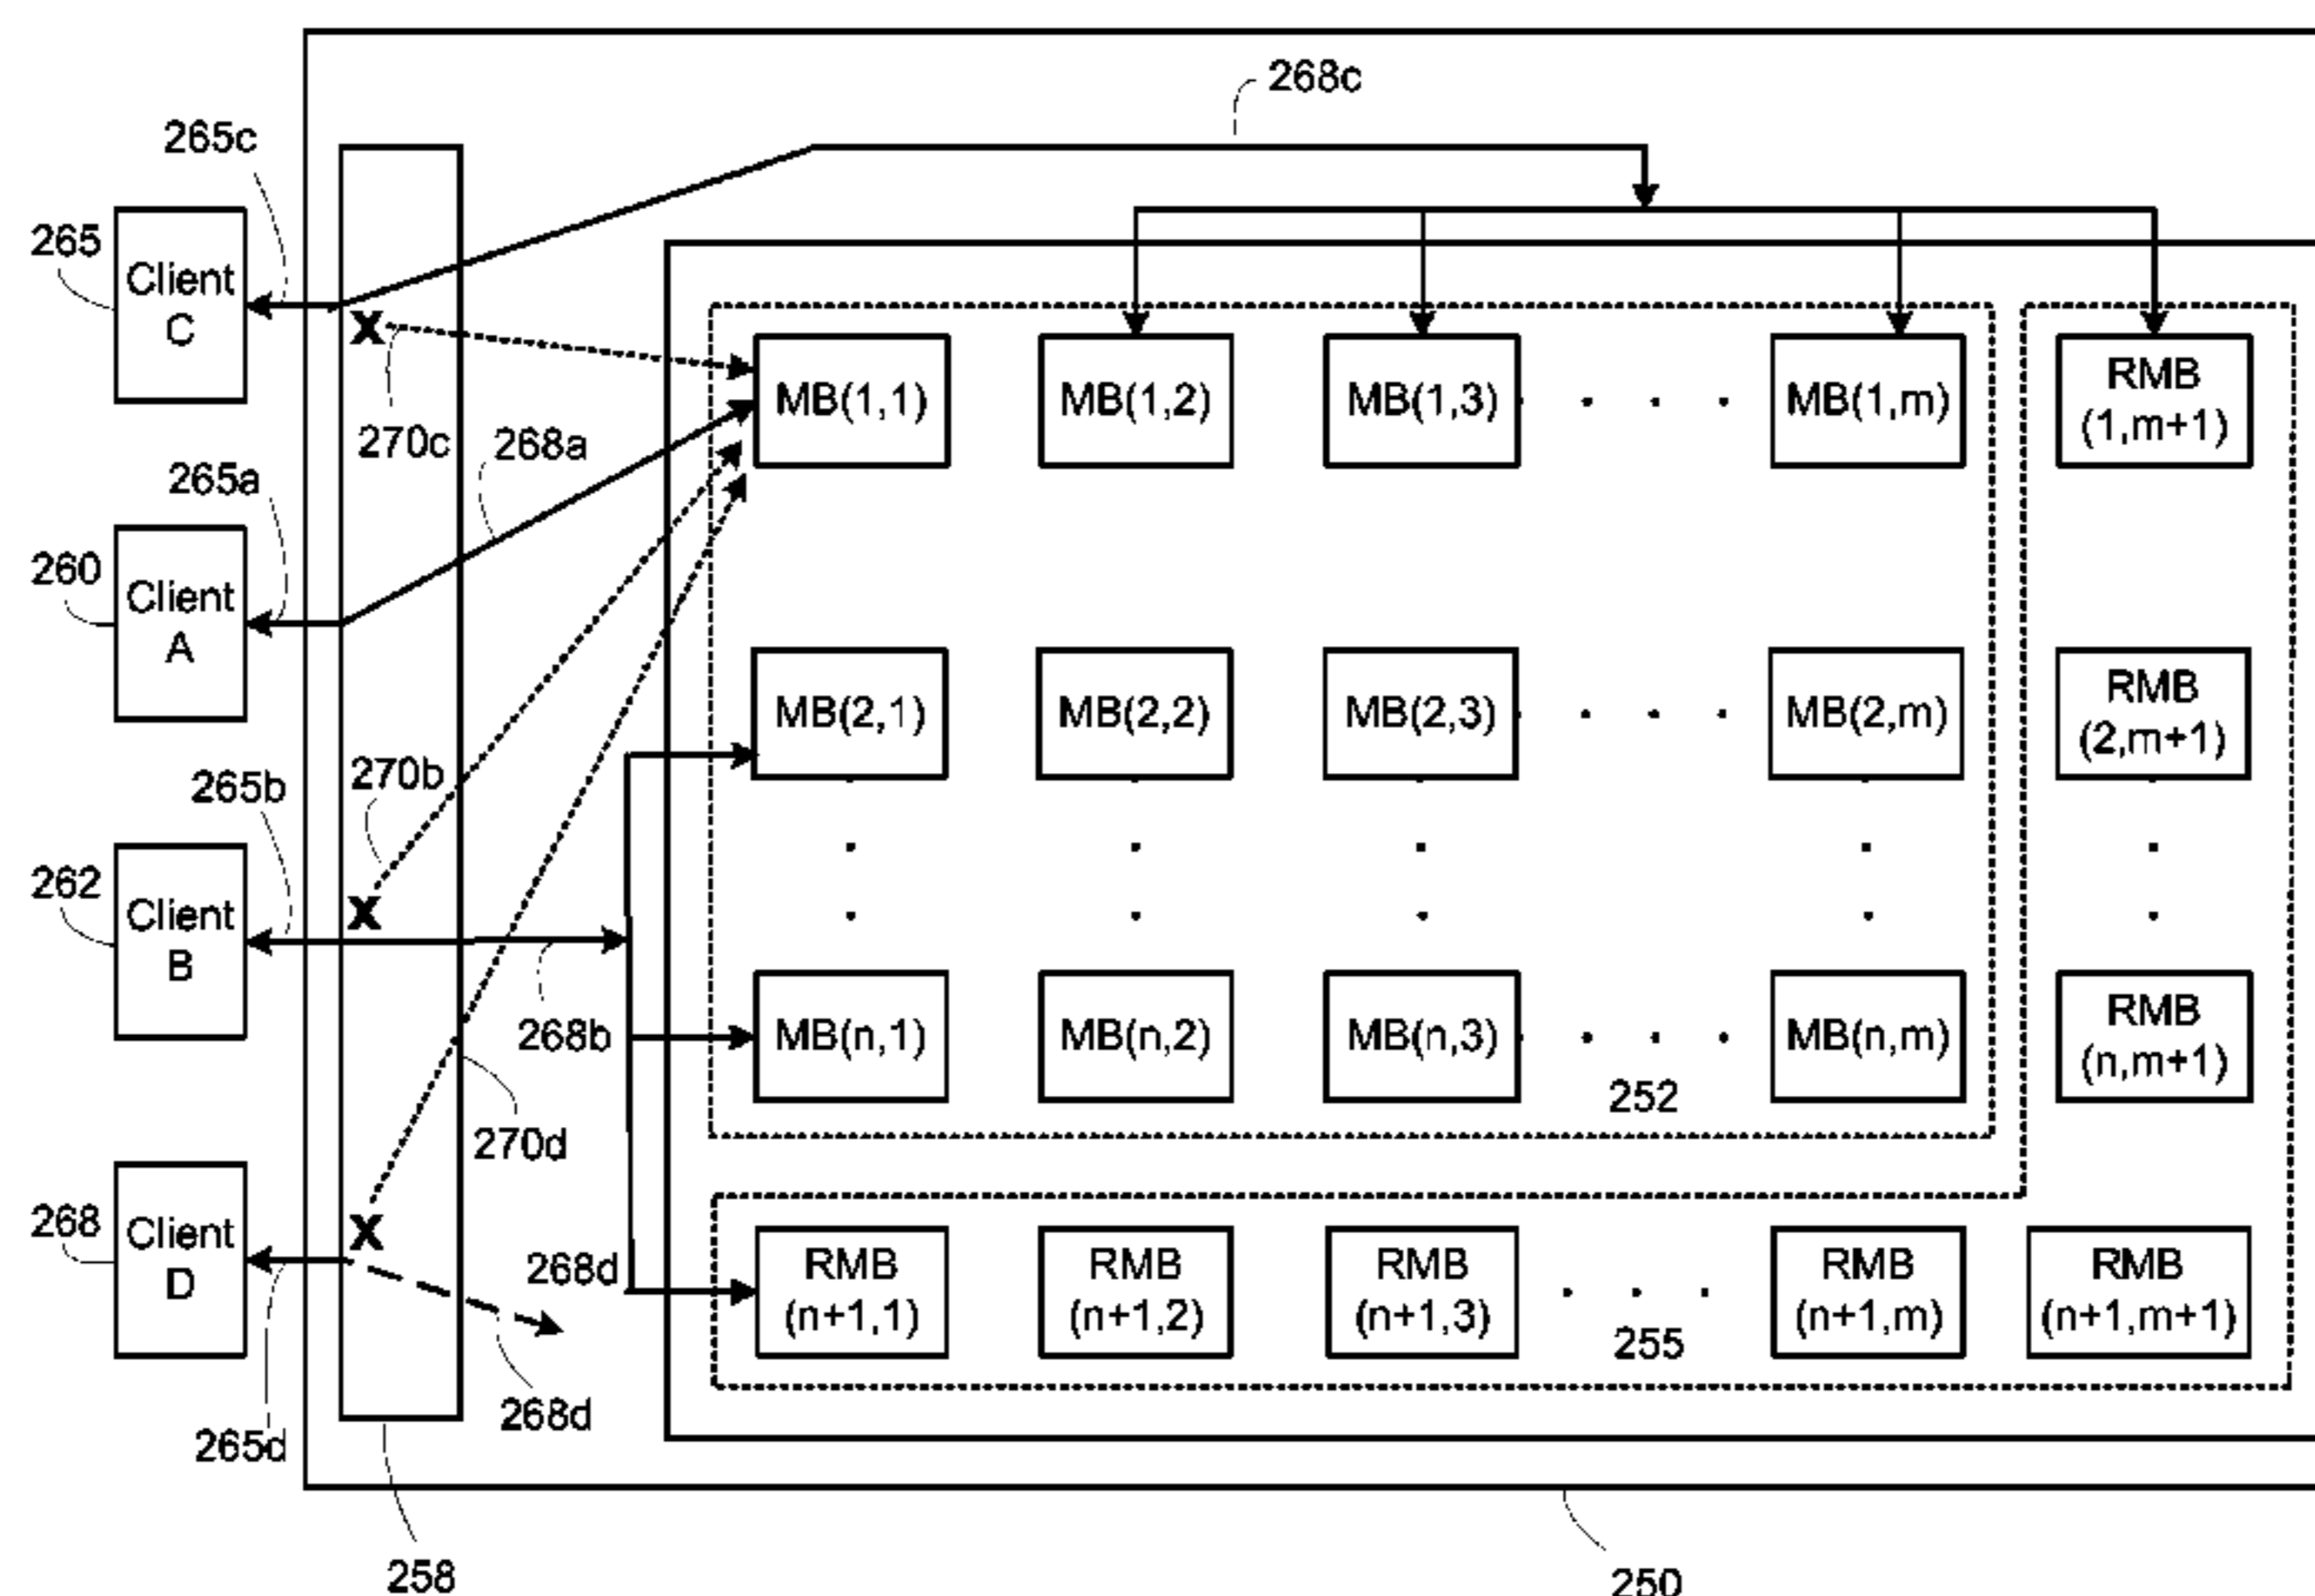 268c
265c
265
Client
C
MB(1,1)
MB(1,2)
MB(1,3)
MB(1,m)
RMB
(1,m+1)
270c
268a
265a
260
Client
A
MB(2,1)
MB(2,2)
MB(2,3)
MB(2,m)
RMB
(2,m+1)
270b
265b
262
Client
B
X
X
268b
MB(n,1)
MB(n,2)
MB(n,3)
MB(n,m)
RMB
(n,m+1)
252
270d
268
Client
D
X
268d
RMB
(n+1,1)
RMB
(n+1,2)
RMB
(n+1,3)
RMB
(n+1,m)
RMB
(n+1,m+1)
255
268d
265d
258
250